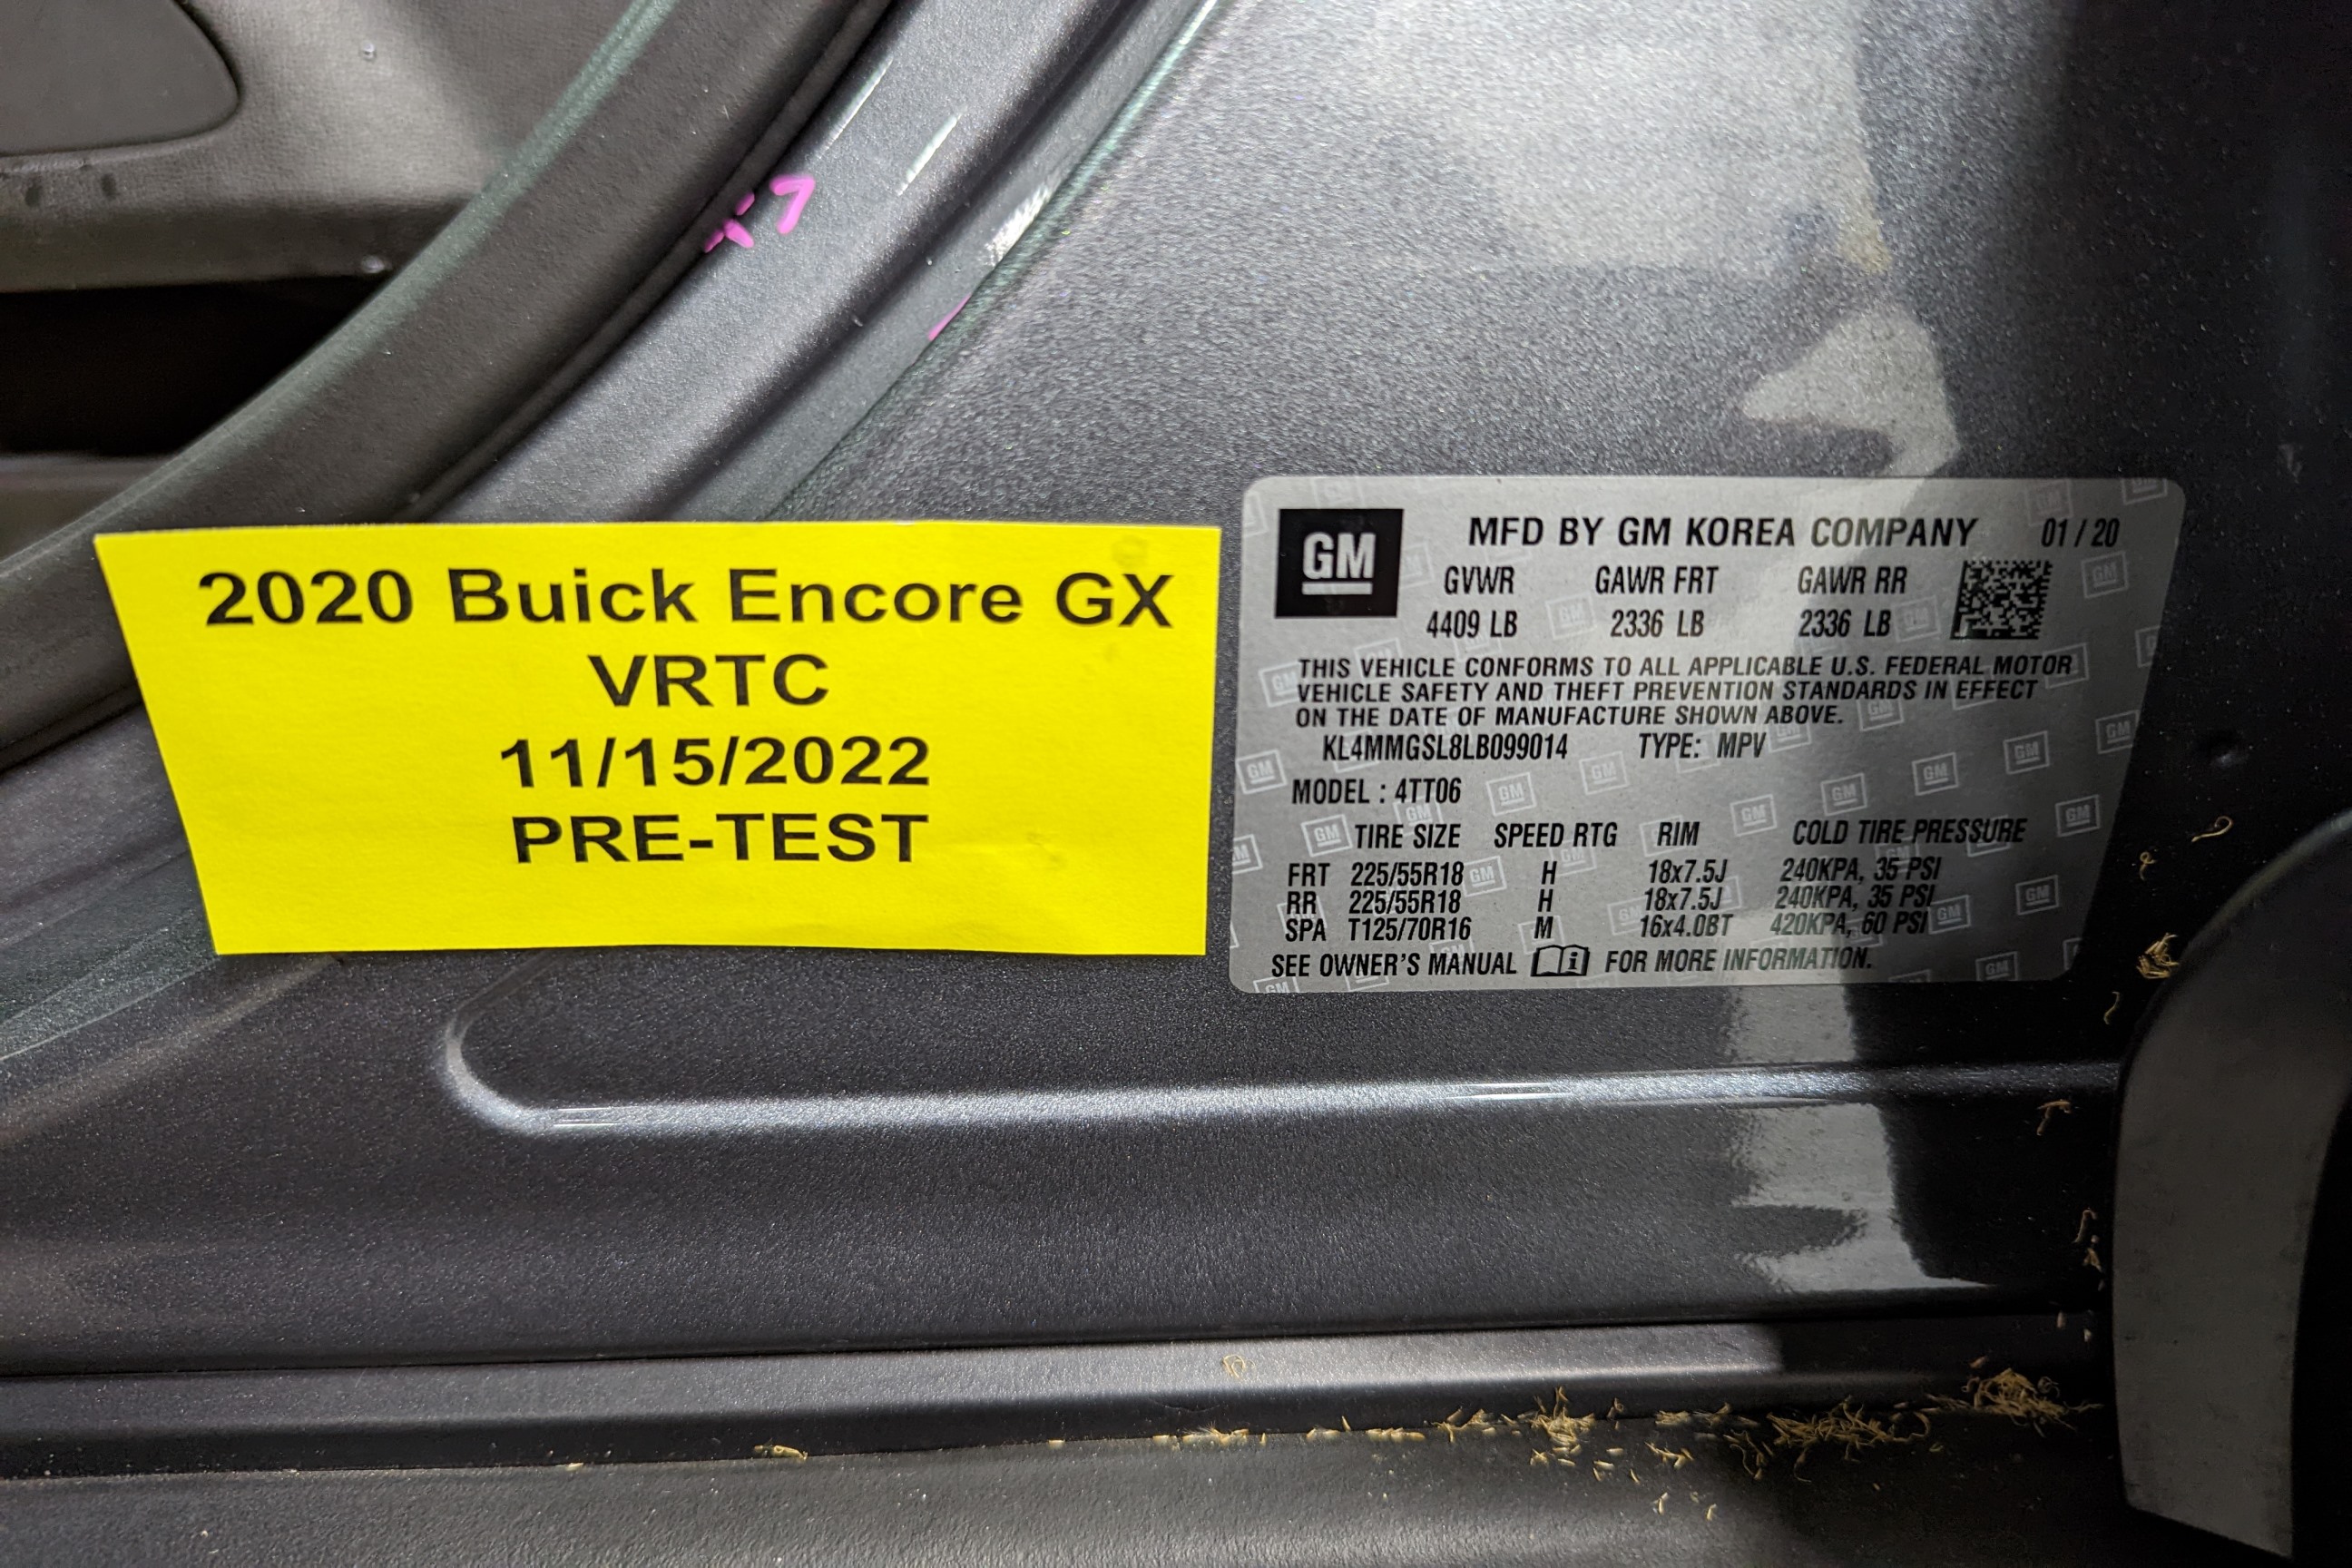 2020 Buick Encore GX
VRTC
11/15/2022
PRE-TEST
GM
MFD BY GM KOREA COMPANY 01/20
GVWR GAWR FRT GAWR RR
4409 LB 2336 LB 2336 LB
THIS VEHICLE CONFORMS TO ALL APPLICABLE U.S. FEDERAL MOTOR
VEHICLE SAFETY AND THEFT PREVENTION STANDARDS IN EFFECT
ON THE DATE OF MANUFACTURE SHOWN ABOVE.
KL4MMGSL8LB099014 TYPE: MPV
MODEL : 4TT06
TIRE SIZE SPEED RTG RIM COLD TIRE PRESSURE
FRT 225/55R18 H 18x7.5J 240KPA, 35 PSI
RR 225/55R18 H 18x7.5J 240KPA, 35 PSI
SPA T125/70R16 M 16x4.0BT 420KPA, 60 PSI
SEE OWNER'S MANUAL FOR MORE INFORMATION.